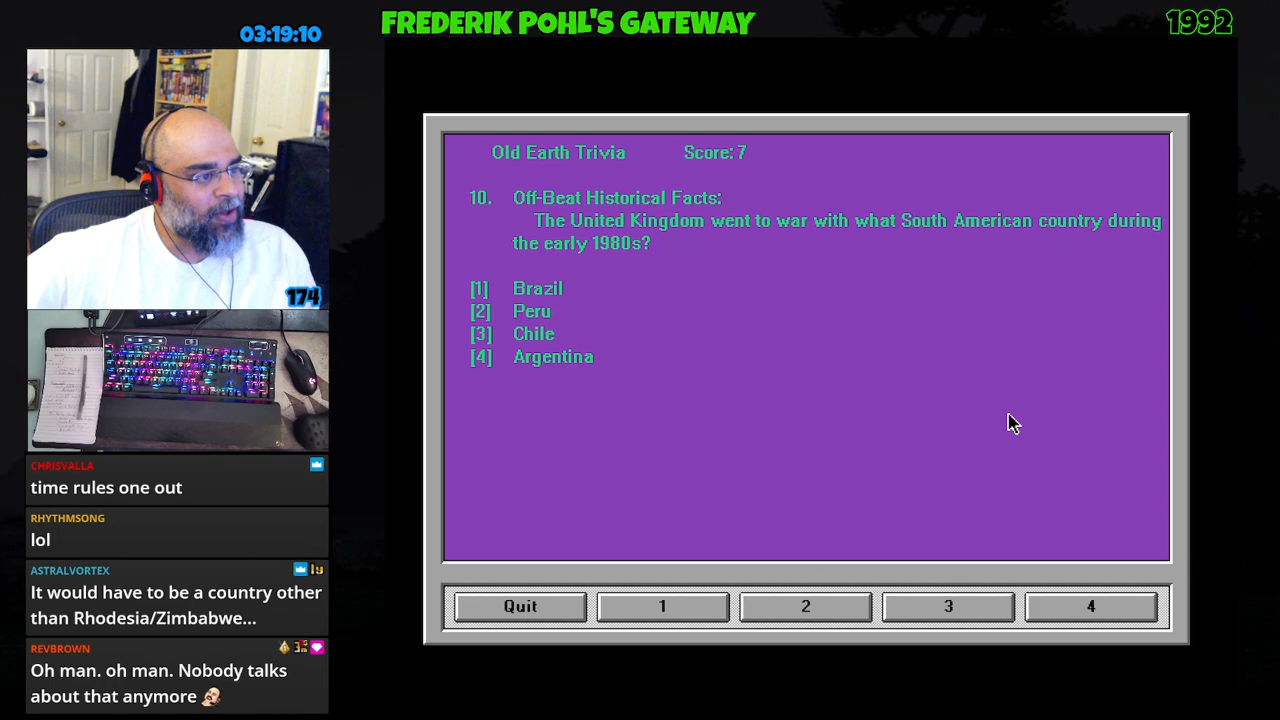 03:19:10
FREDERIK POHL'S GATEWAY
1992
174
Old Earth Trivia Score: 7
10. Off-Beat Historical Facts:
The United Kingdom went to war with what South American country during
the early 1980s?
[1] Brazil
[2] Peru
[3] Chile
[4] Argentina
Quit 1 2 3 4
CHRISVALLA
time rules one out
RHYTHMSONG
lol
ASTRALVORTEX
It would have to be a country other
than Rhodesia/Zimbabwe...
REVBROWN
Oh man. oh man. Nobody talks
about that anymore